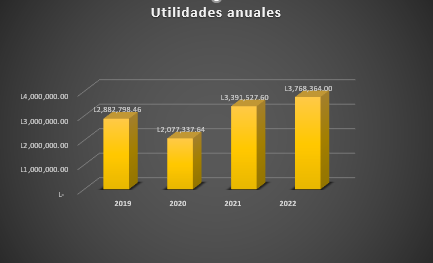 Utilidades anuales
L4,000,000.00
L3,000,000.00
L2,000,000.00
L1,000,000.00
L-
L2,882,798.46
L2,077,337.64
L3,391,527.60
L3,768,364.00
2019 2020 2021 2022